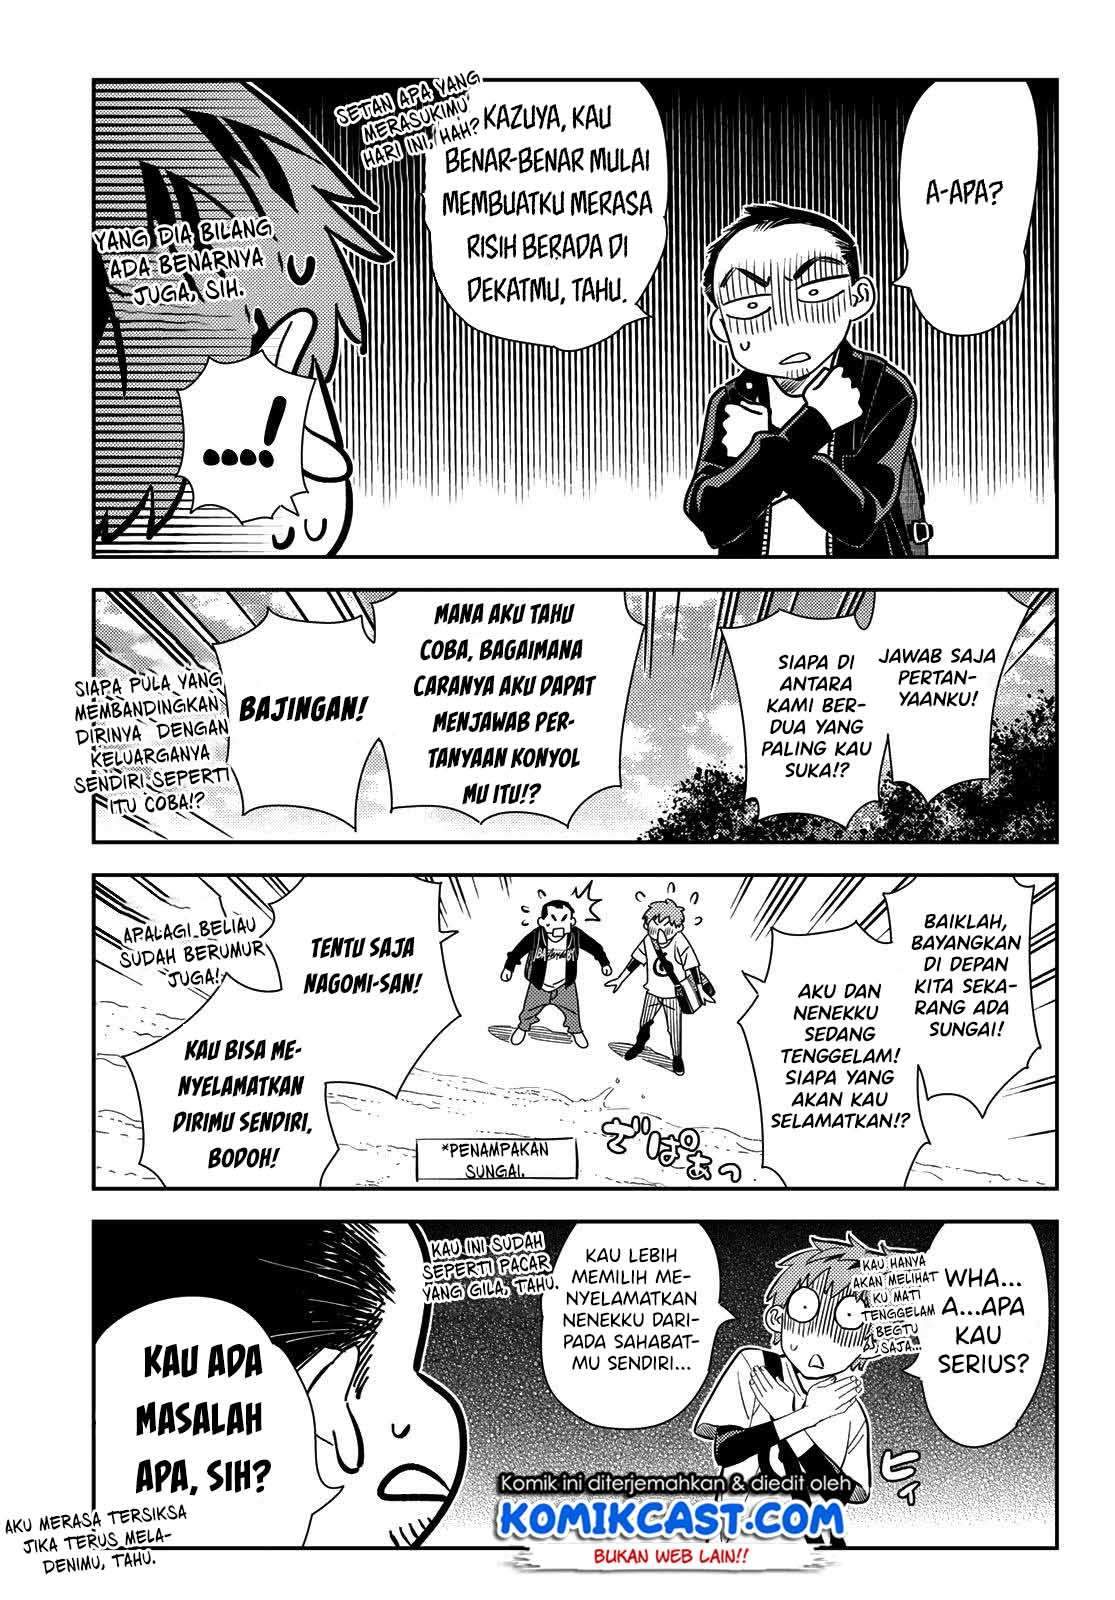 A-APA?
SETAN APA YANG
MERASUKIMU
HARI INI, HAH?
KAZUYA, KAU
BENAR-BENAR MULAI
MEMBUATKU MERASA
RISIH BERADA DI
DEKATMU, TAHU.
YANG DIA BILANG
ADA BENARNYA
JUGA, SIH.
....!
JAWAB SAJA
PERTAN-
YAANKU!
SIAPA DI
ANTARA
KAMI BER-
DUA YANG
PALING KAU
SUKA!?
MANA AKU TAHU
COBA, BAGAIMANA
CARANYA AKU DAPAT
MENJAWAB PER-
TANYAAN KONYOL
MU ITU!?
BAJINGAN!
SIAPA PULA YANG
MEMBANDINGKAN
DIRINYA DENGAN
KELUARGANYA
SENDIRI SEPERTI
ITU COBA!?
BAIKLAH,
BAYANGKAN
DI DEPAN
KITA SEKA-
RANG ADA
SUNGAI!
AKU DAN
NENEKKU
SEDANG
TENGGELAM!
SIAPA YANG
AKAN KAU
SELAMATKAN!?
ざぱぁっ
*PENAMPAKAN
SUNGAI.
TENTU SAJA
NAGOMI-SAN!
APALAGI BELIAU
SUDAH BERUMUR
JUGA!
KAU BISA ME-
NYELAMATKAN
DIRIMU SENDIRI,
BODOH!
WHA...
A...APA
KAU
SERIUS?
KAU HANYA
AKAN MELIHAT
KU MATI
TENGGELAM
BEGTU
SAJA...
KAU LEBIH
MEMILIH ME-
NYELAMATKAN
NENEKKU DARI-
PADA SAHABAT-
MU SENDIRI...
ヒィ
KAU INI SUDAH
SEPERTI PACAR
YANG GILA, TAHU.
KAU ADA
MASALAH
APA, SIH?
AKU MERASA TERSIKSA
JIKA TERUS MELA-
DENIMU, TAHU.
Komik ini diterjemahkan & diedit oleh
KOMIKCAST.COM
BUKAN WEB LAIN!!